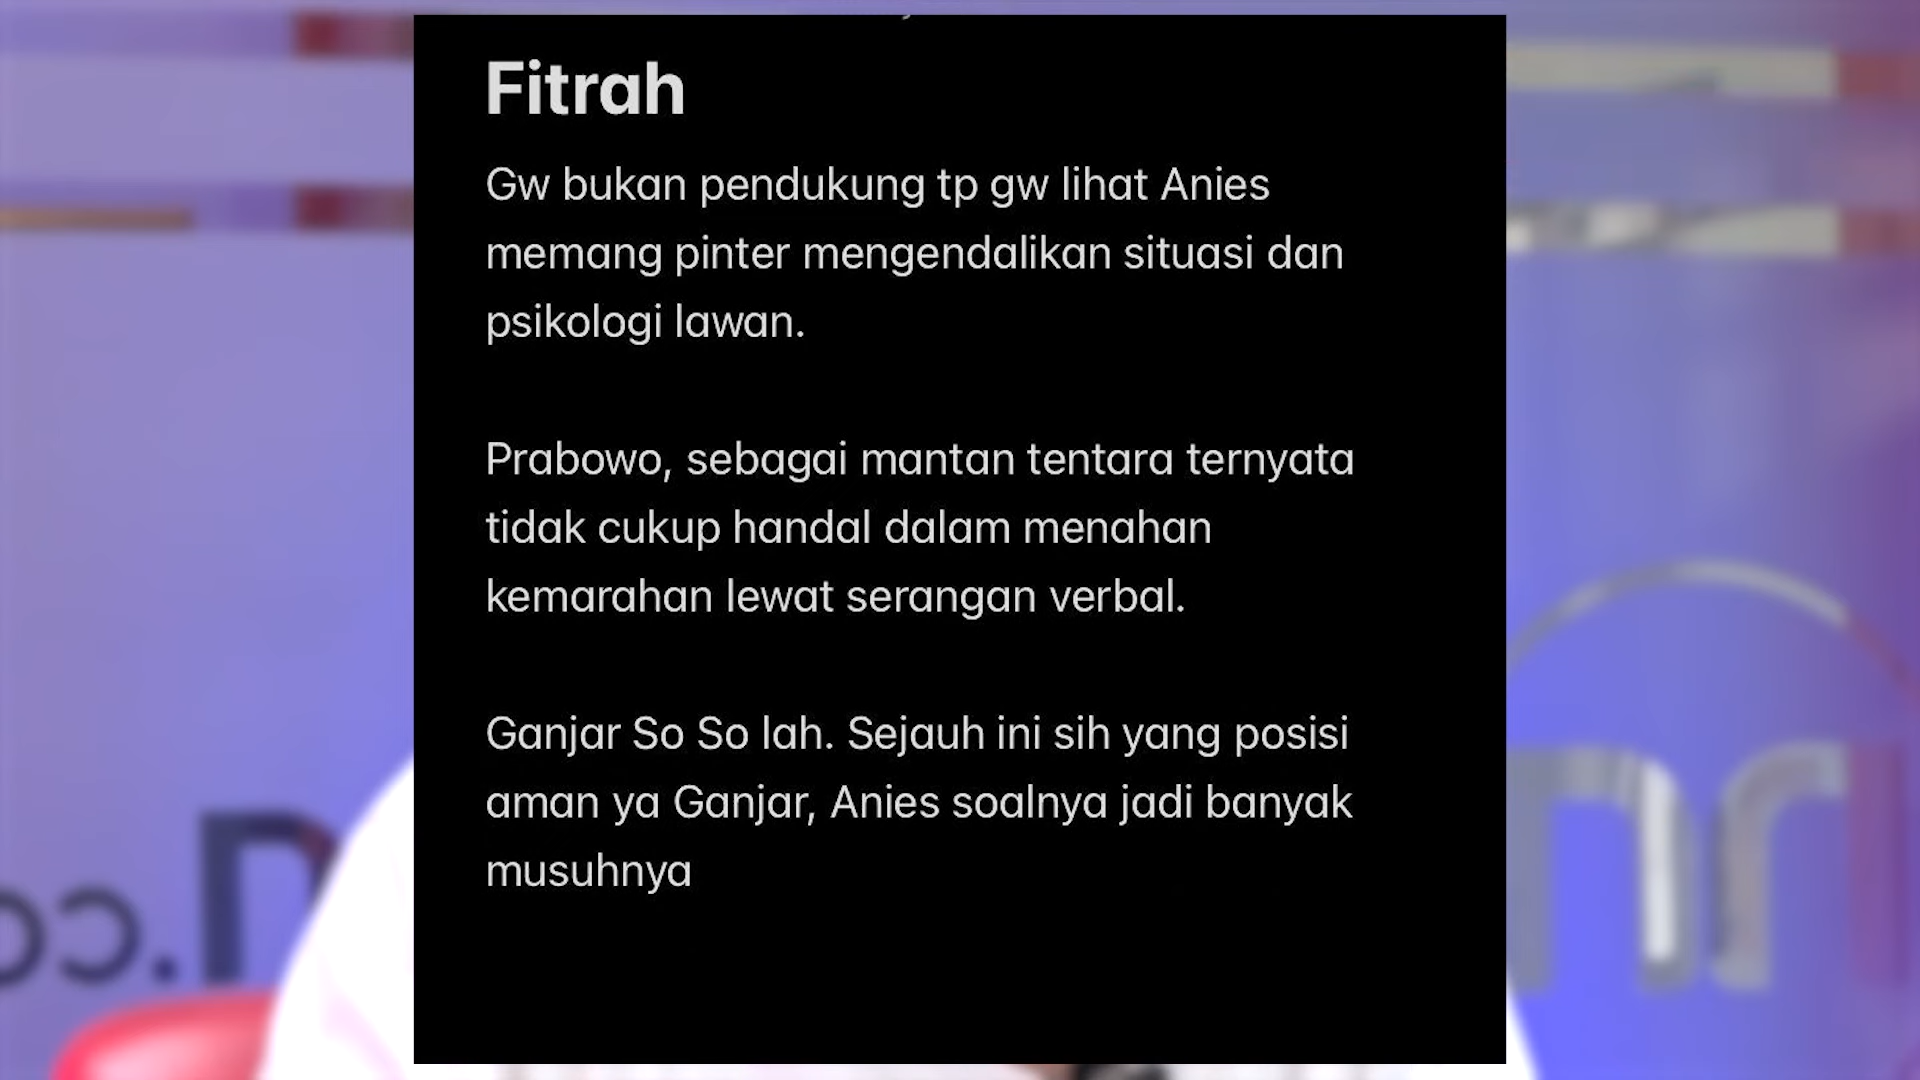 Fitrah
Gw bukan pendukung tp gw lihat Anies
memang pinter mengendalikan situasi dan
psikologi lawan.
Prabowo, sebagai mantan tentara ternyata
tidak cukup handal dalam menahan
kemarahan lewat serangan verbal.
Ganjar So So lah. Sejauh ini sih yang posisi
aman ya Ganjar, Anies soalnya jadi banyak
musuhnya